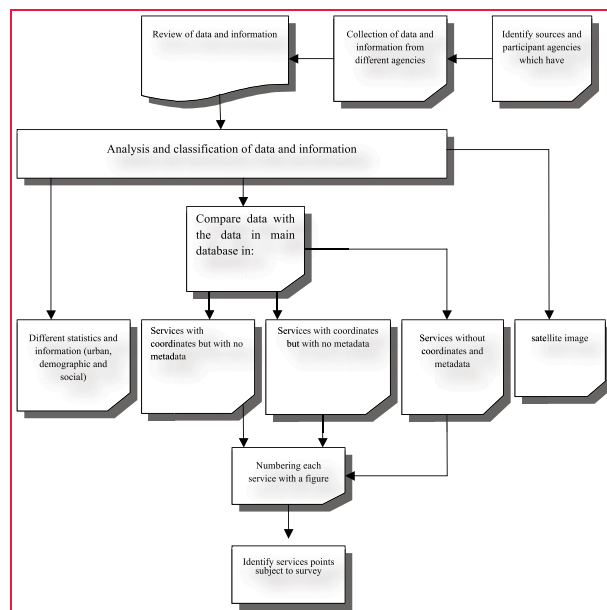 Review of data and information
Collection of data and
information from
different agencies
Identify sources and
participant agencies
which have
Analysis and classification of data and information
Compare data with
the data in main
database in:
Different statistics and
information (urban,
demographic and
social)
Services with
coordinates but with no
metadata
Services with coordinates
but with no metadata
Services without
coordinates and
metadata
satellite image
Numbering each
service with a figure
Identify services points
subject to survey